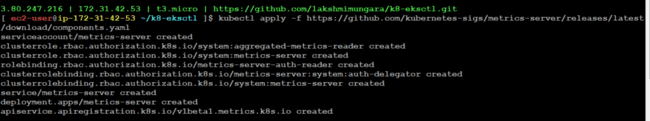 3.80.247.216 | 172.31.42.53 | t3.micro | https://github.com/lakshmimungara/k8-eksctl.git
[ ec2-user@ip-172-31-42-53 ~/k8-eksctl ]$ kubectl apply -f https://github.com/kubernetes-sigs/metrics-server/releases/latest
/download/components.yaml
serviceaccount/metrics-server created
clusterrole.rbac.authorization.k8s.io/system:aggregated-metrics-reader created
clusterrole.rbac.authorization.k8s.io/system:metrics-server created
rolebinding.rbac.authorization.k8s.io/metrics-server-auth-reader created
clusterrolebinding.rbac.authorization.k8s.io/metrics-server:system:auth-delegator created
clusterrolebinding.rbac.authorization.k8s.io/system:metrics-server created
service/metrics-server created
deployment.apps/metrics-server created
apiservice.apiregistration.k8s.io/v1beta1.metrics.k8s.io created